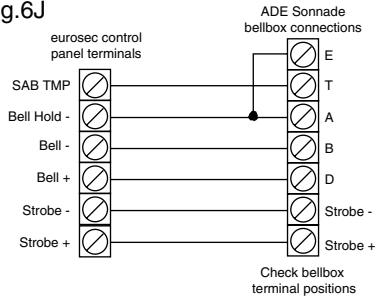 g.6J
eurosec control
panel terminals
ADE Sonnade
bellbox connections
E
SAB TMP
T
Bell Hold -
A
Bell -
B
Bell +
D
Strobe -
Strobe -
Strobe +
Strobe +
Check bellbox
terminal positions